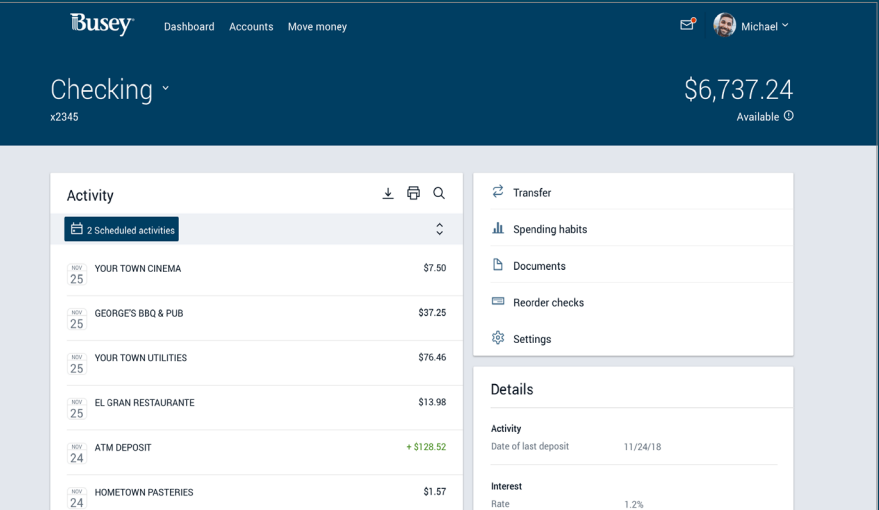 Busey
Dashboard Accounts Move money
Michael
Checking
$6,737.24
x2345
Available
Activity
2 Scheduled activities
NOV 25 YOUR TOWN CINEMA $7.50
NOV 25 GEORGE'S BBQ & PUB $37.25
NOV 25 YOUR TOWN UTILITIES $76.46
NOV 25 EL GRAN RESTAURANTE $13.98
NOV 24 ATM DEPOSIT + $128.52
NOV 24 HOMETOWN PASTERIES $1.57
Transfer
Spending habits
Documents
Reorder checks
Settings
Details
Activity
Date of last deposit 11/24/18
Interest
Rate 1.2%